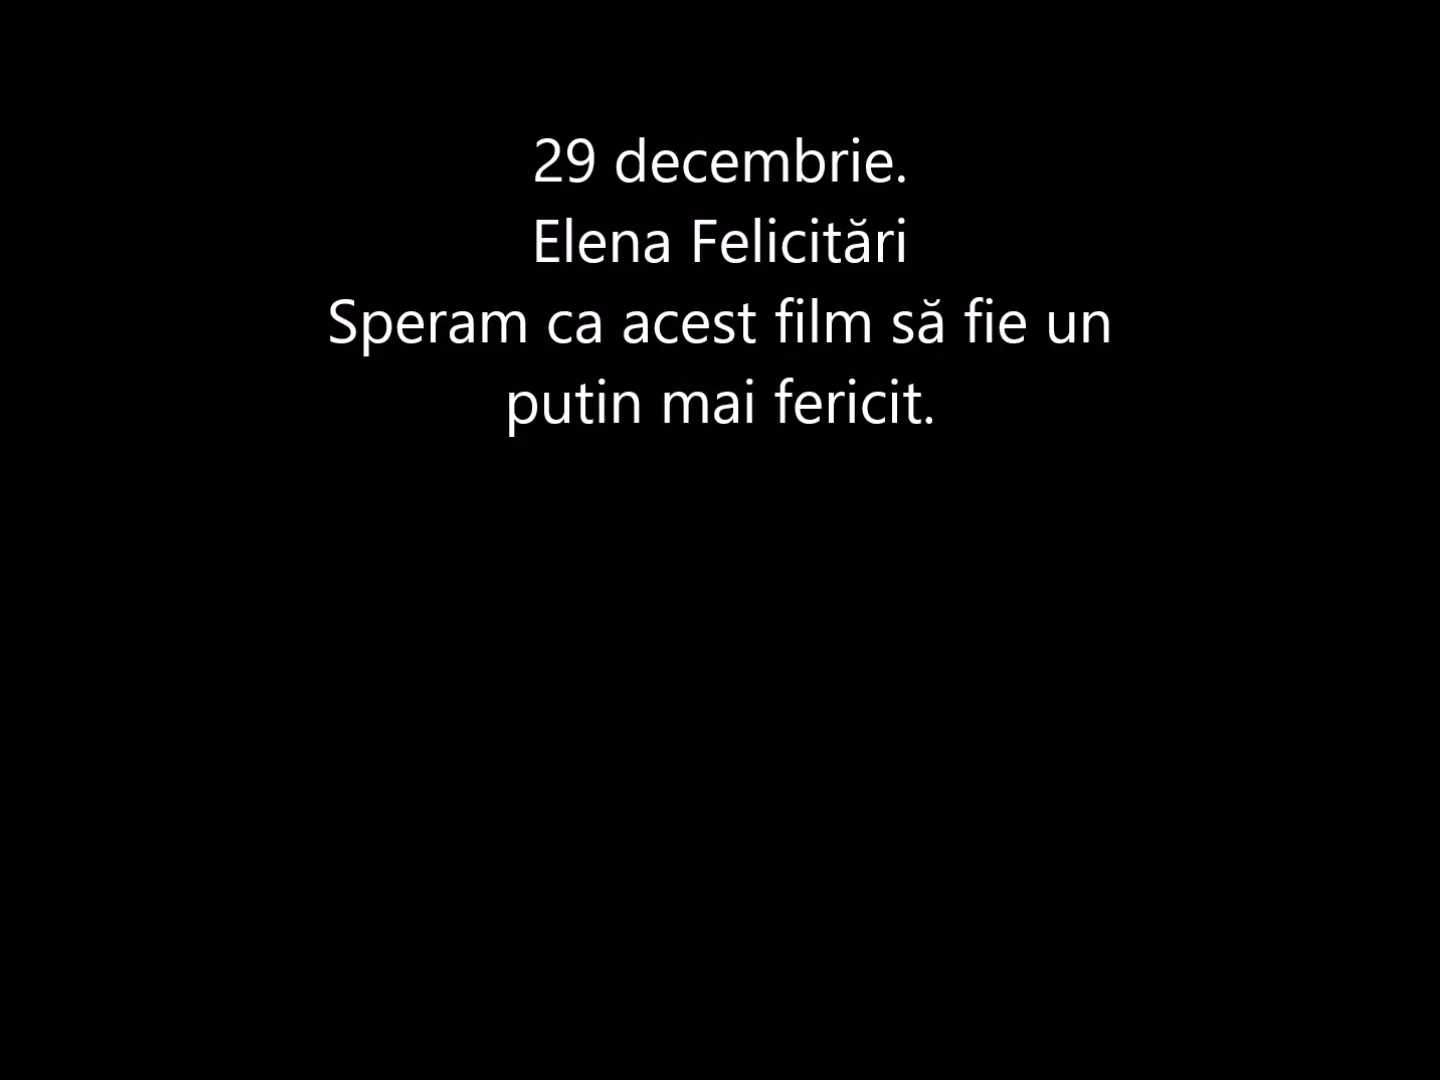 29 decembrie.
Elena Felicitări
Speram ca acest film să fie un
putin mai fericit.